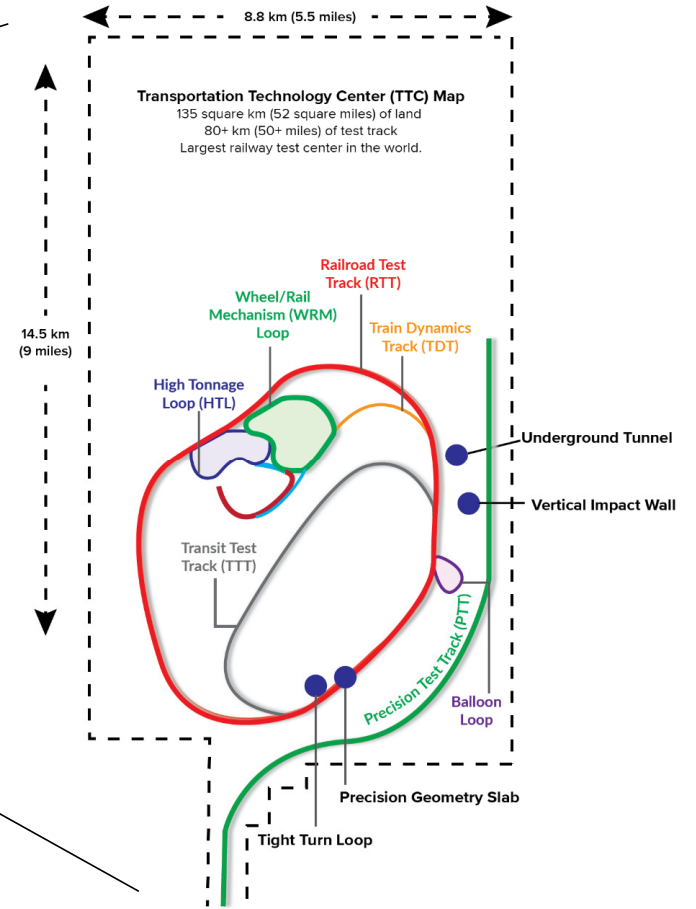 8.8 km (5.5 miles)
Transportation Technology Center (TTC) Map
135 square km (52 square miles) of land
80+ km (50+ miles) of test track
Largest railway test center in the world.
Railroad Test
Track (RTT)
Wheel/Rail
Mechanism (WRM)
Loop
Train Dynamics
Track (TDT)
14.5 km
(9 miles)
High Tonnage
Loop (HTL)
Underground Tunnel
Vertical Impact Wall
Transit Test
Track (TTT)
Precision Test Track (PTT)
Balloon
Loop
Precision Geometry Slab
Tight Turn Loop